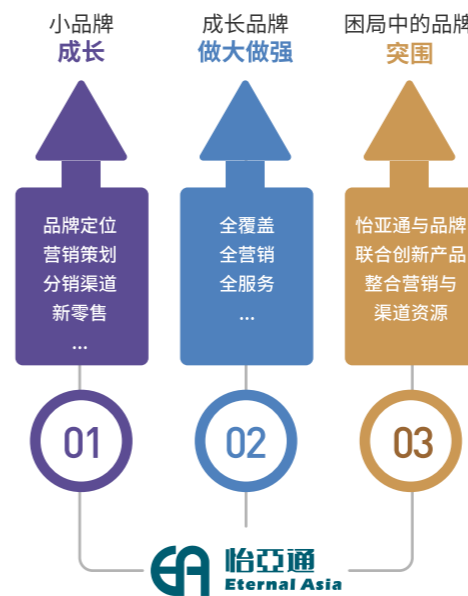 小品牌
成长
品牌定位
营销策划
分销渠道
新零售
...
01
成长品牌
做大做强
全覆盖
全营销
全服务
...
02
困局中的品牌
突围
怡亚通与品牌
联合创新产品
整合营销与
渠道资源
03
EA 怡亞通
Eternal Asia